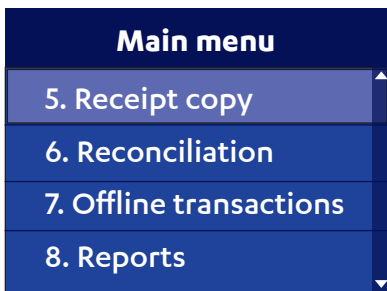 Main menu
5. Receipt copy
6. Reconciliation
7. Offline transactions
8. Reports